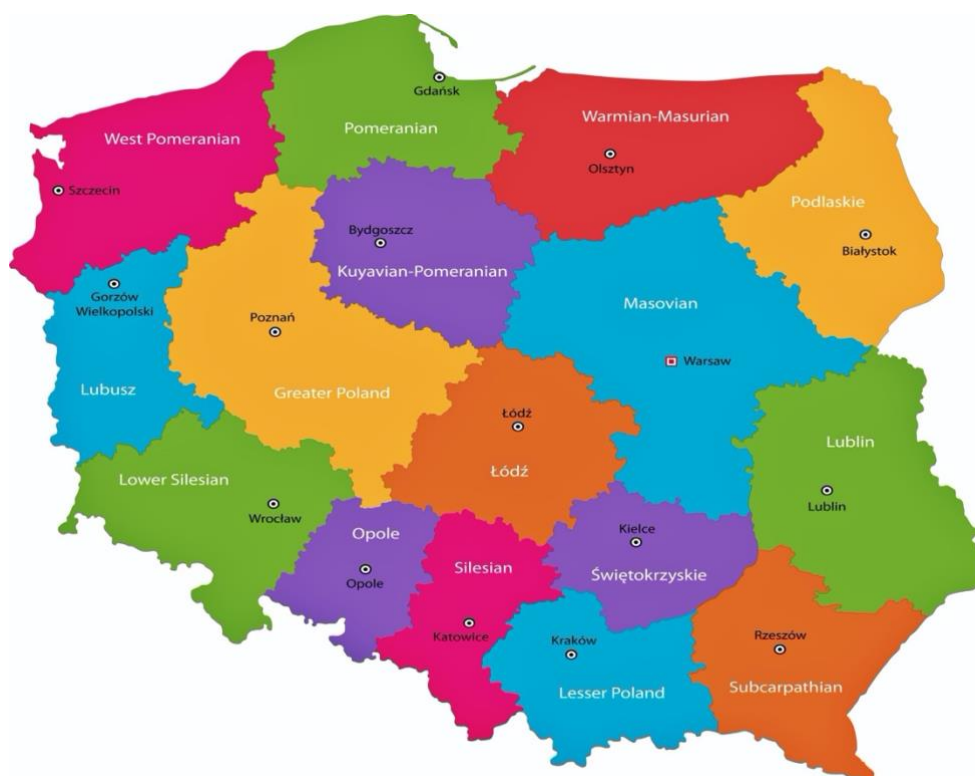 Gdańsk
Pomeranian
West Pomeranian
Szczecin
Warmian-Masurian
Olsztyn
Podlaskie
Białystok
Bydgoszcz
Kuyavian-Pomeranian
Gorzów
Wielkopolski
Lubusz
Poznań
Greater Poland
Masovian
Warsaw
Łódź
Łódź
Lublin
Lublin
Lower Silesian
Wrocław
Opole
Opole
Silesian
Katowice
Kielce
Świętokrzyskie
Kraków
Lesser Poland
Rzeszów
Subcarpathian